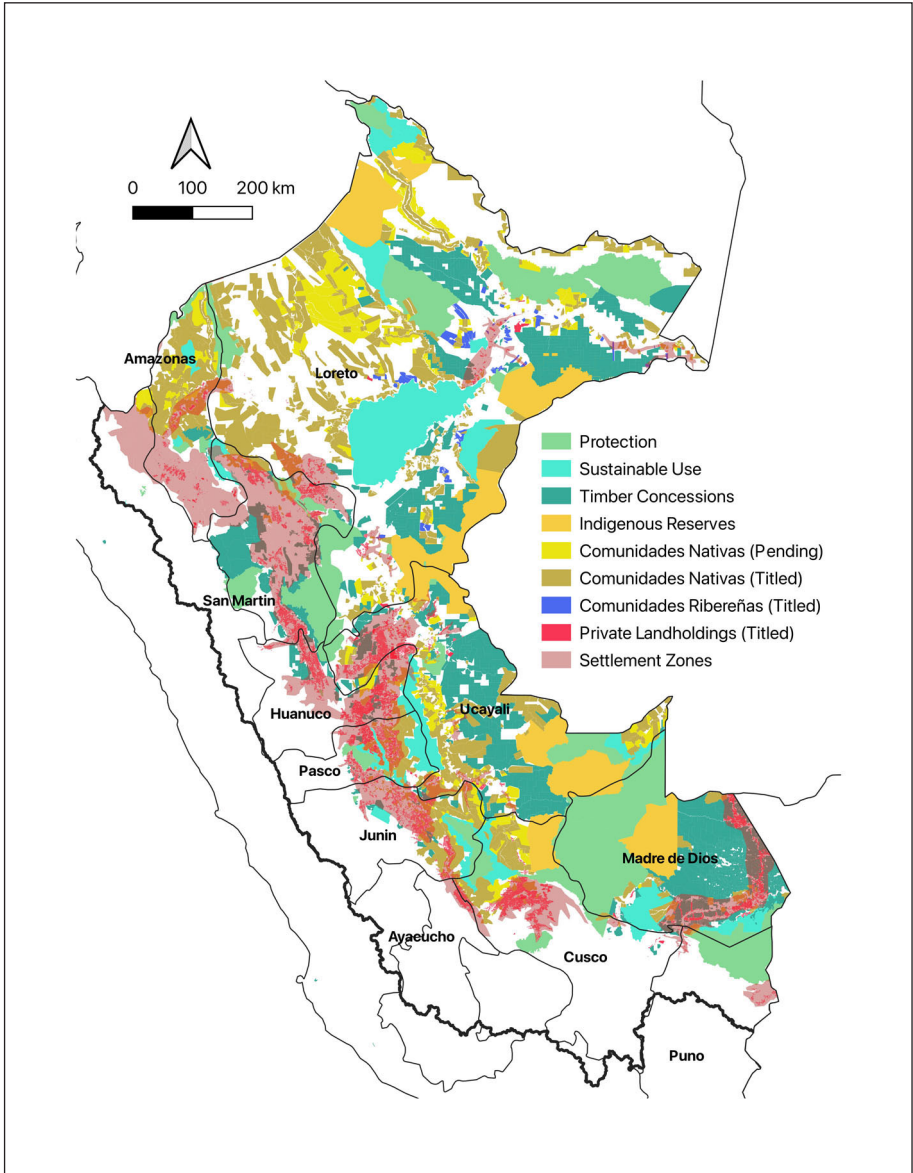 0 100 200 km
Amazonas
Loreto
Protection
Sustainable Use
Timber Concessions
Indigenous Reserves
Comunidades Nativas (Pending)
Comunidades Nativas (Titled)
Comunidades Ribereñas (Titled)
Private Landholdings (Titled)
Settlement Zones
San Martin
Huanuco
Ucayali
Pasco
Junin
Madre de Dios
Ayacucho
Cusco
Puno